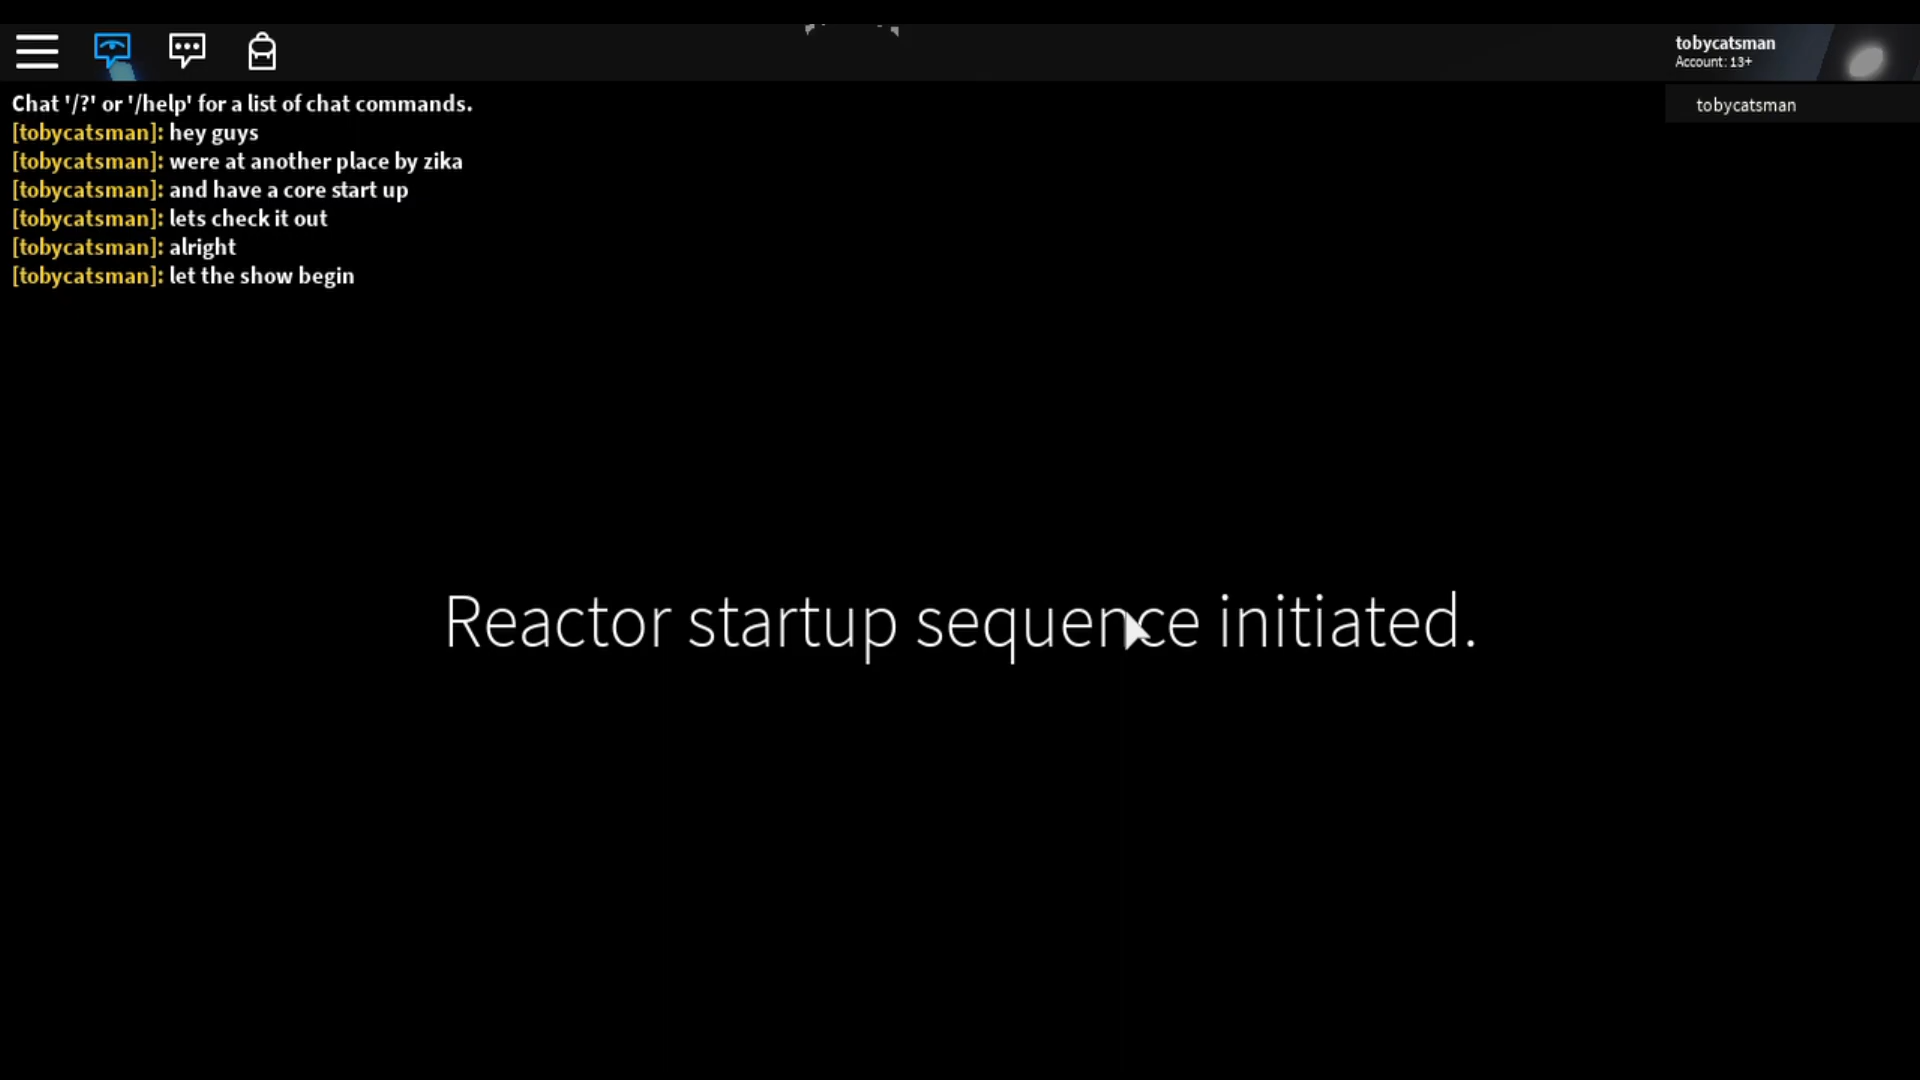 tobycatsman
Account: 13+
Chat '/?' or '/help' for a list of chat commands.
tobycatsman
[tobycatsman]: hey guys
[tobycatsman]: were at another place by zika
[tobycatsman]: and have a core start up
[tobycatsman]: lets check it out
[tobycatsman]: alright
[tobycatsman]: let the show begin
Reactor startup sequence initiated.